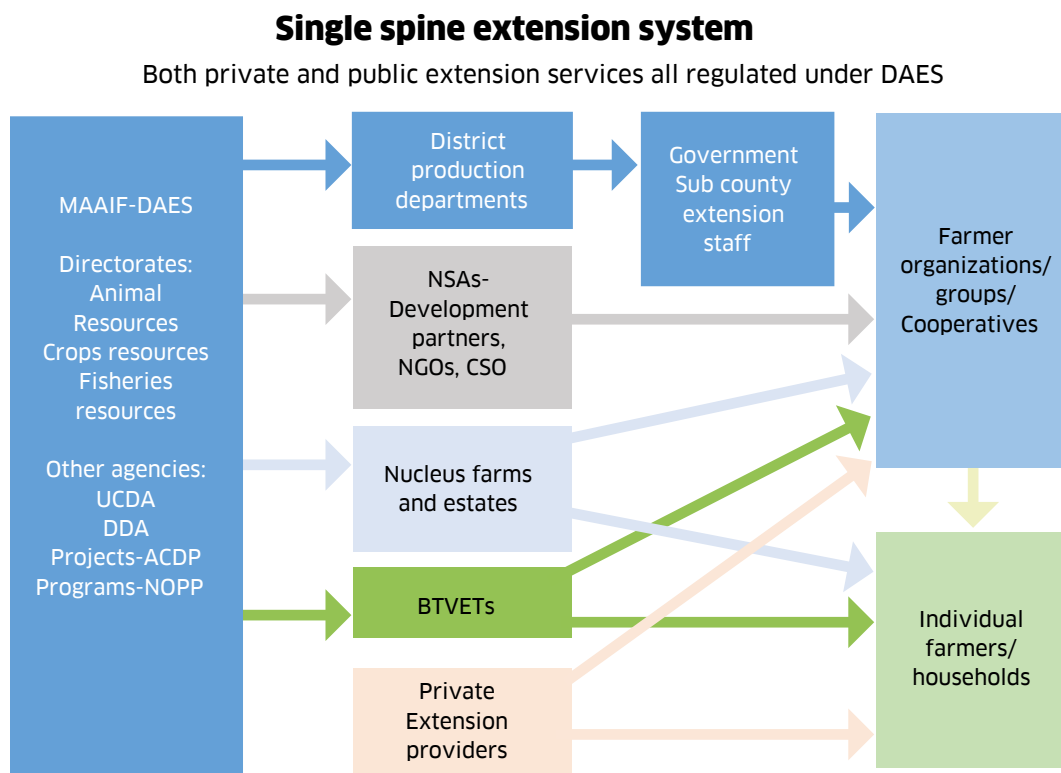 Single spine extension system
Both private and public extension services all regulated under DAES
MAAIF-DAES
Directorates:
Animal
Resources
Crops resources
Fisheries
resources
Other agencies:
UCDA
DDA
Projects-ACDP
Programs-NOPP
District
production
departments
Government
Sub county
extension
staff
NSAs-
Development
partners,
NGOs, CSO
Nucleus farms
and estates
BTVETs
Private
Extension
providers
Farmer
organizations/
groups/
Cooperatives
Individual
farmers/
households